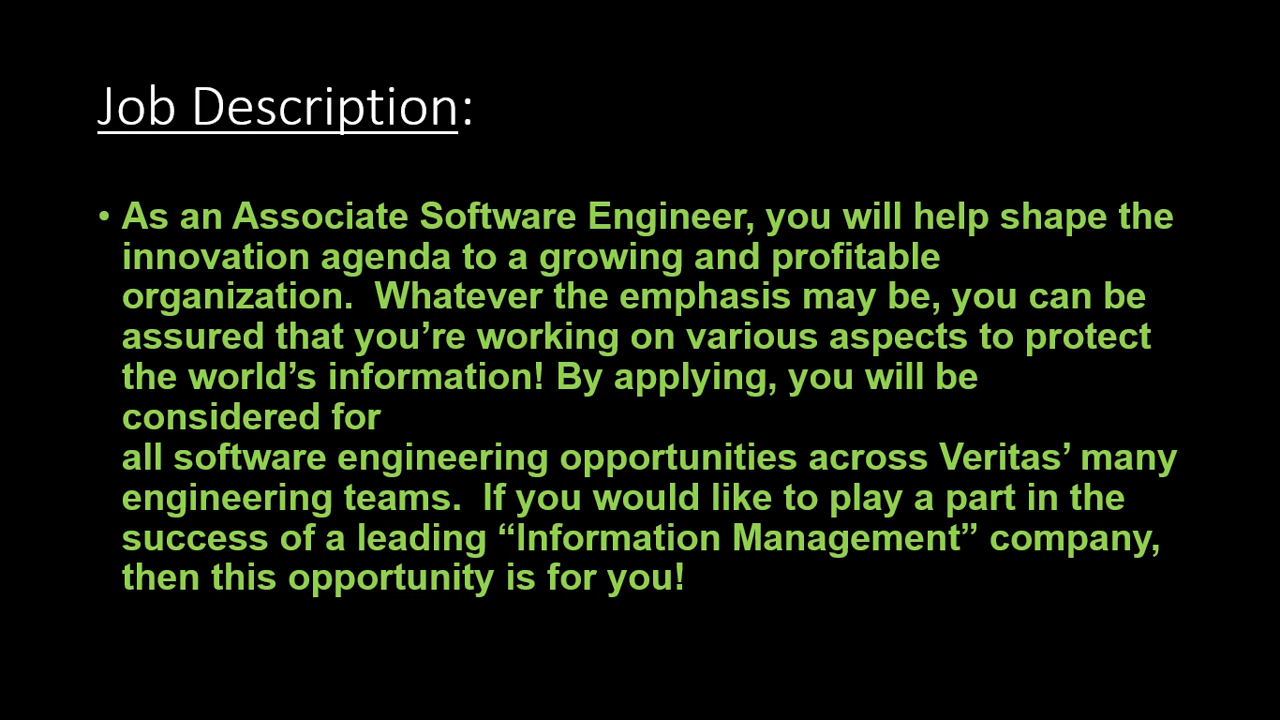 Job Description:
• As an Associate Software Engineer, you will help shape the
innovation agenda to a growing and profitable
organization.  Whatever the emphasis may be, you can be
assured that you’re working on various aspects to protect
the world’s information! By applying, you will be
considered for
all software engineering opportunities across Veritas’ many
engineering teams.  If you would like to play a part in the
success of a leading “Information Management” company,
then this opportunity is for you!